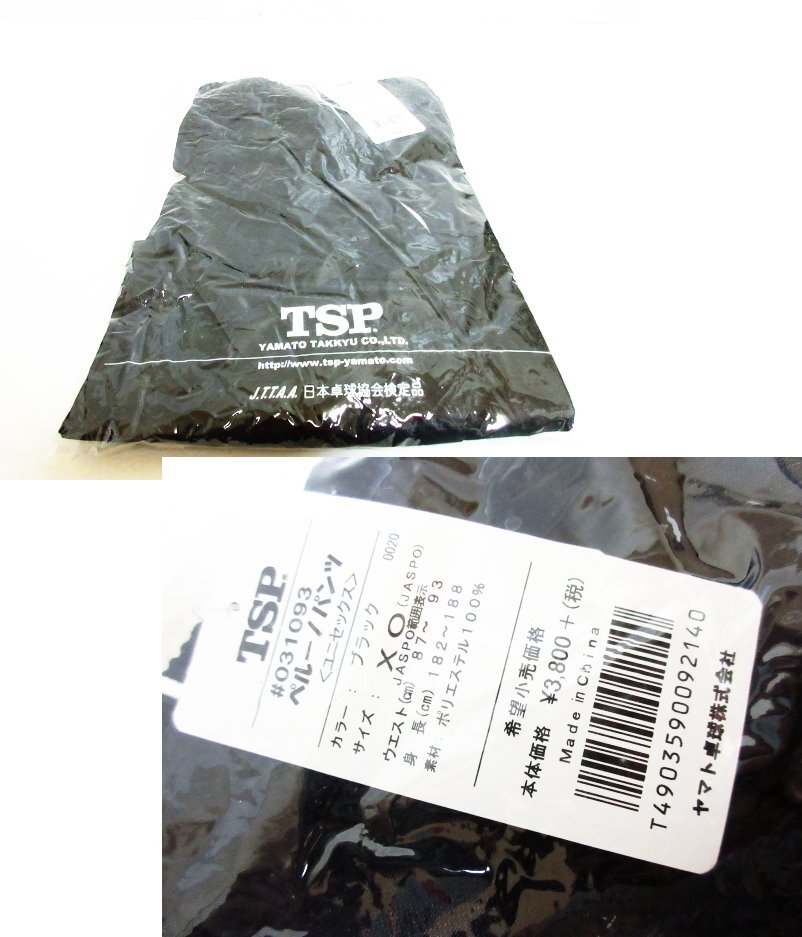 TSP
YAMATO TAKKYU CO.,LTD.
http://www.tsp-yamato.com
J.T.T.A.A. 日本卓球協会検定品
TSP
#031093
ペルーノパンツ
<ユニセックス>
0020
カラー : ブラック
サイズ : XO (JASPO)
JASPO範囲表示
ウエスト(cm) 87~ 93
身 長(cm) 182~188
素材: ポリエステル100%
希望小売価格
本体価格 ¥3,800+(税)
Made in China
T4903590092140
ヤマト卓球株式会社